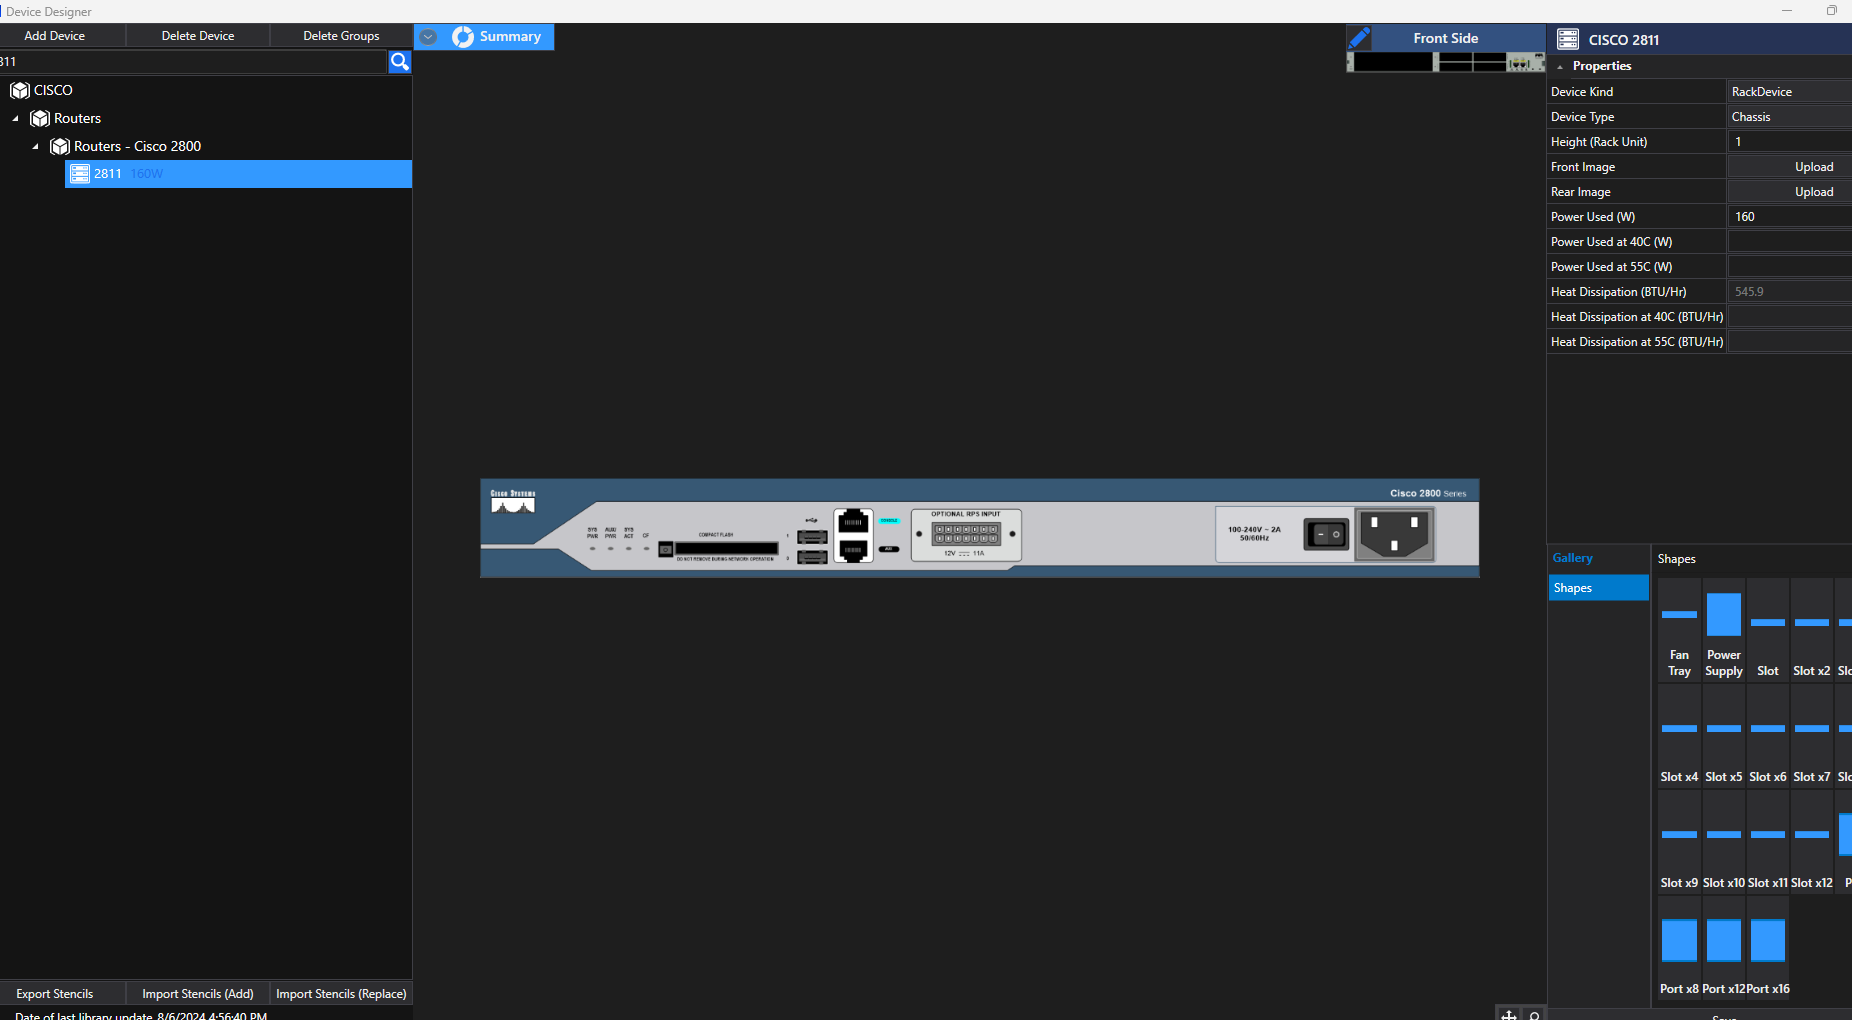 Device Designer
Add Device
Delete Device
Delete Groups
811
CISCO
Routers
Routers - Cisco 2800
2811 160W
Export Stencils
Import Stencils (Add)
Import Stencils (Replace)
Date of last library update 8/6/2024 4:56:40 PM
Summary
Front Side
CISCO SYSTEMS
Cisco 2800 Series
SYS PWR
AUX/ PWR
SYS ACT
CF
COMPACT FLASH
DO NOT REMOVE DURING NETWORK OPERATION
1
0
CONSOLE
AUX
OPTIONAL RPS INPUT
12V 11A
100-240V ~ 2A
50/60Hz
CISCO 2811
Properties
Device Kind RackDevice
Device Type Chassis
Height (Rack Unit) 1
Front Image Upload
Rear Image Upload
Power Used (W) 160
Power Used at 40C (W)
Power Used at 55C (W)
Heat Dissipation (BTU/Hr) 545.9
Heat Dissipation at 40C (BTU/Hr)
Heat Dissipation at 55C (BTU/Hr)
Gallery
Shapes
Shapes
Fan Tray
Power Supply
Slot
Slot x2
Slo
Slot x4
Slot x5
Slot x6
Slot x7
Slo
Slot x9
Slot x10
Slot x11
Slot x12
P
Port x8
Port x12
Port x16
Save